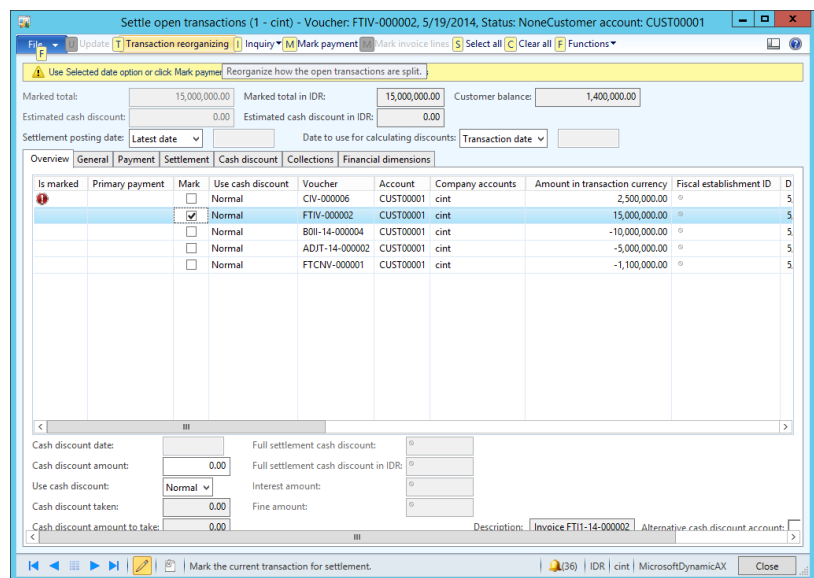 Settle open transactions (1 - cint) - Voucher: FTIV-000002, 5/19/2014, Status: NoneCustomer account: CUST00001
File F U Update T Transaction reorganizing I Inquiry M Mark payment M Mark invoice lines S Select all C Clear all F Functions
Use Selected date option or click Mark paymen
Reorganize how the open transactions are split.
Marked total: 15,000,000.00 Marked total in IDR: 15,000,000.00 Customer balance: 1,400,000.00
Estimated cash discount: 0.00 Estimated cash discount in IDR: 0.00
Settlement posting date: Latest date Date to use for calculating discounts: Transaction date
Overview General Payment Settlement Cash discount Collections Financial dimensions
Is marked Primary payment Mark Use cash discount Voucher Account Company accounts Amount in transaction currency Fiscal establishment ID D
Normal CIV-000006 CUST00001 cint 2,500,000.00 5
Normal FTIV-000002 CUST00001 cint 15,000,000.00 5
Normal B0II-14-000004 CUST00001 cint -10,000,000.00 5
Normal ADJT-14-000002 CUST00001 cint -5,000,000.00 5
Normal FTCNV-000001 CUST00001 cint -1,100,000.00 5
Cash discount date: Full settlement cash discount:
Cash discount amount: 0.00 Full settlement cash discount in IDR:
Use cash discount: Normal Interest amount:
Cash discount taken: 0.00 Fine amount:
Cash discount amount to take: 0.00 Description: Invoice FTI1-14-000002 Alternative cash discount account:
Mark the current transaction for settlement. (36) IDR cint MicrosoftDynamicAX Close